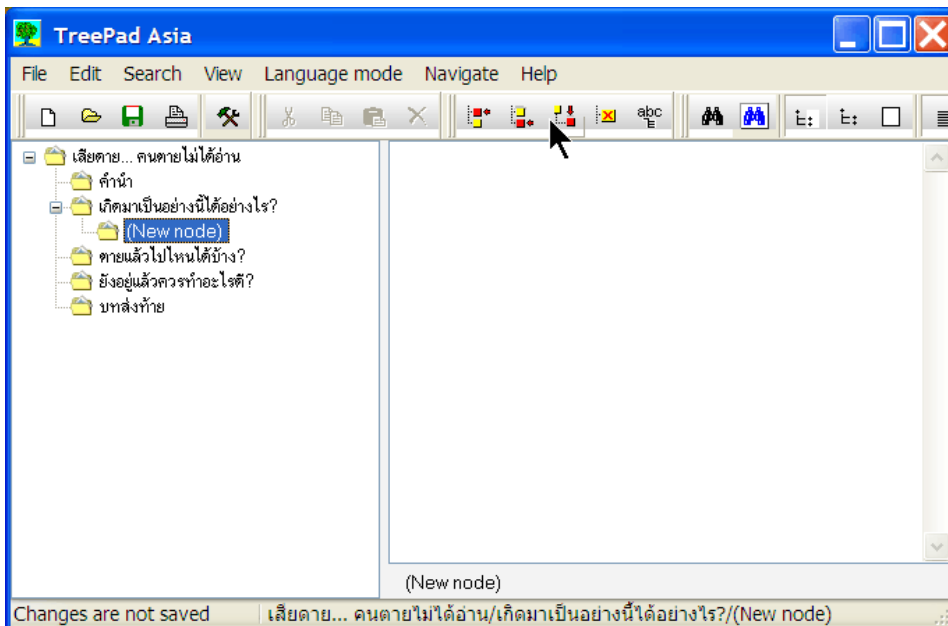 TreePad Asia
File Edit Search View Language mode Navigate Help
abc
เสียดาย... คนตายไม่ได้อ่าน
คำนำ
เกิดมาเป็นอย่างนี้ได้อย่างไร?
(New node)
ตายแล้วไปไหนได้บ้าง?
ยังอยู่แล้วควรทำอะไรดี?
บทส่งท้าย
(New node)
Changes are not saved เสียดาย... คนตายไม่ได้อ่าน/เกิดมาเป็นอย่างนี้ได้อย่างไร?/(New node)